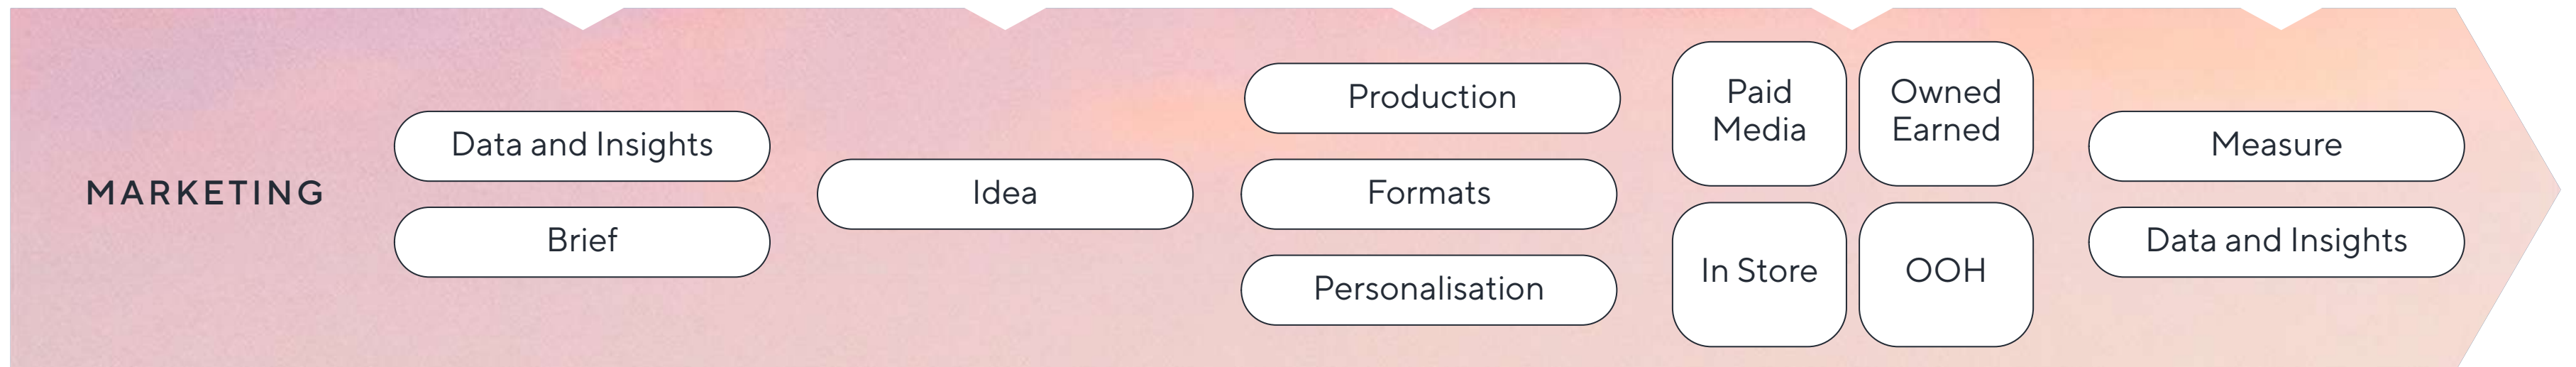 MARKETING
Data and Insights
Brief
Idea
Production
Formats
Personalisation
Paid
Media
Owned
Earned
In Store
OOH
Measure
Data and Insights